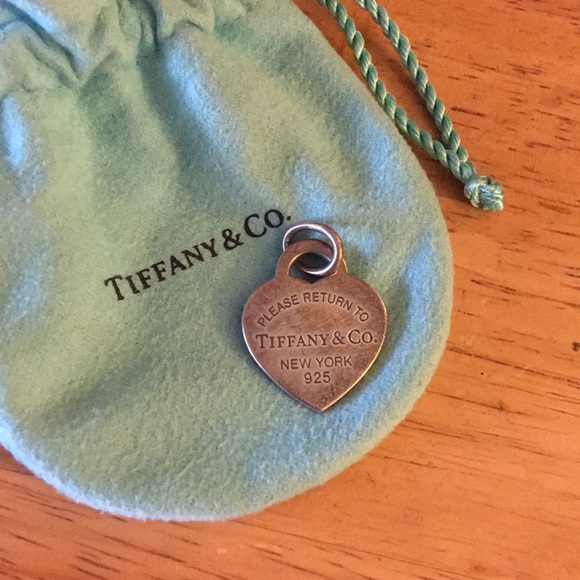 TIFFANY & CO.
PLEASE RETURN TO
TIFFANY & CO.
NEW YORK
925